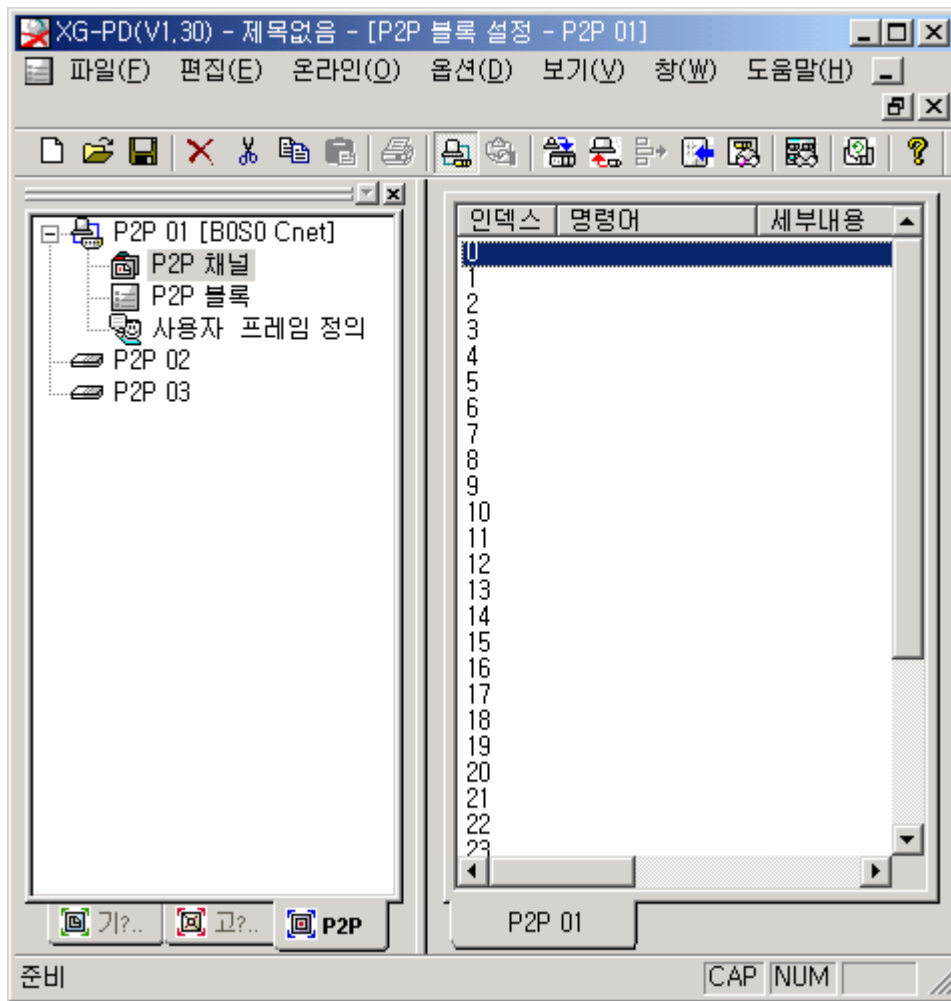 XG-PD(V1,30) - 제목없음 - [P2P 블록 설정 - P2P 01]
파일(F) 편집(E) 온라인(O) 옵션(D) 보기(V) 창(W) 도움말(H)
P2P 01 [B0S0 Cnet]
P2P 채널
P2P 블록
사용자 프레임 정의
P2P 02
P2P 03
기?..
고?..
P2P
인덱스 명령어 세부내용
0
1
2
3
4
5
6
7
8
9
10
11
12
13
14
15
16
17
18
19
20
21
22
23
P2P 01
준비
CAP NUM